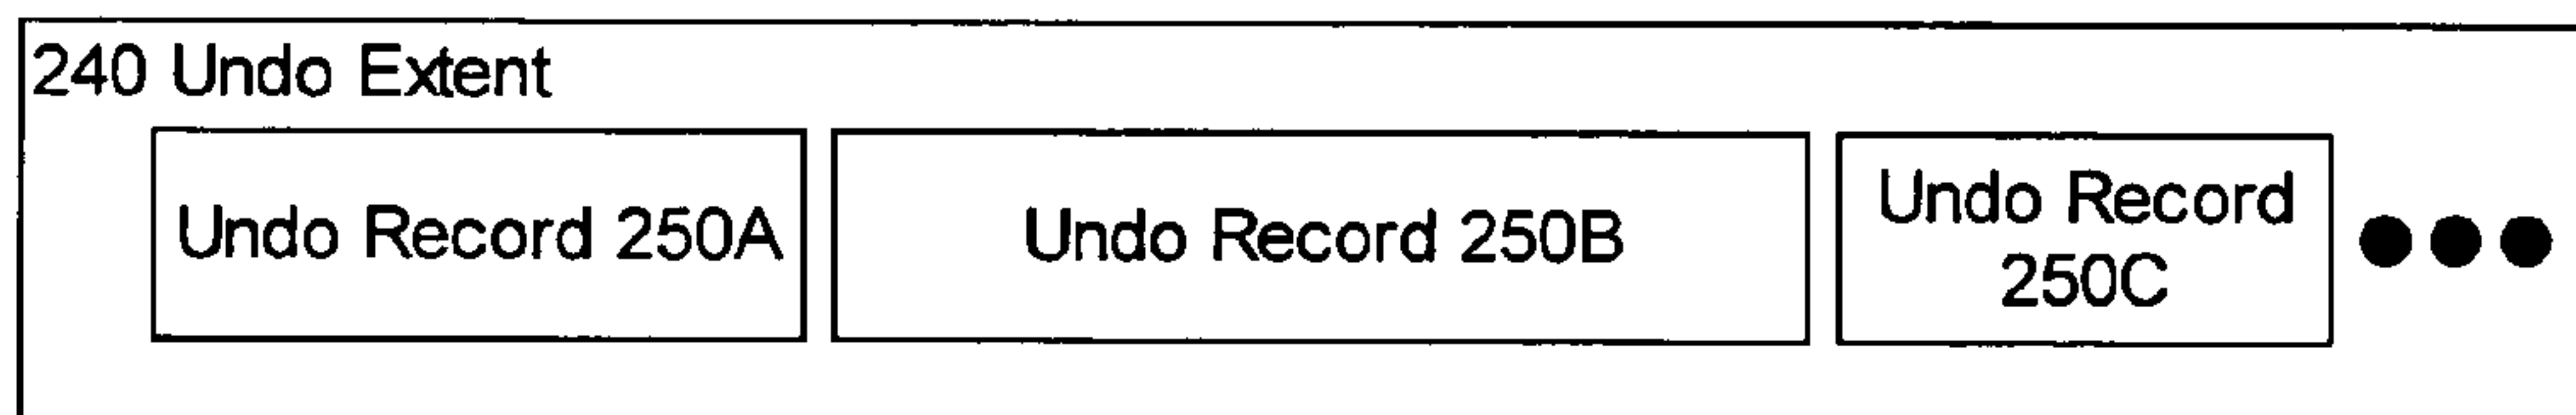 240 Undo Extent
Undo Record 250A
Undo Record 250B
Undo Record
250C